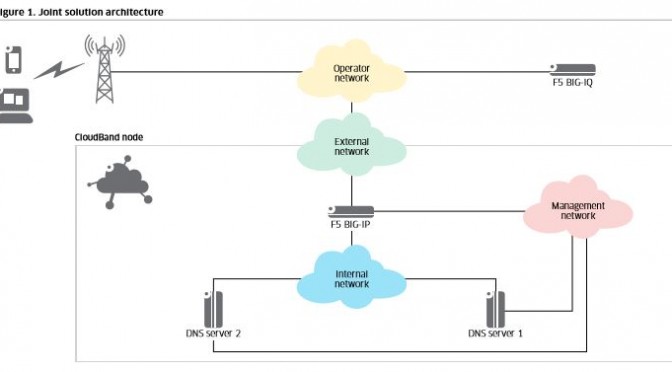 igure 1. Joint solution architecture
Operator
network
F5 BIG-IQ
External
network
CloudBand node
Management
network
F5 BIG-IP
Internal
network
DNS server 2
DNS server 1